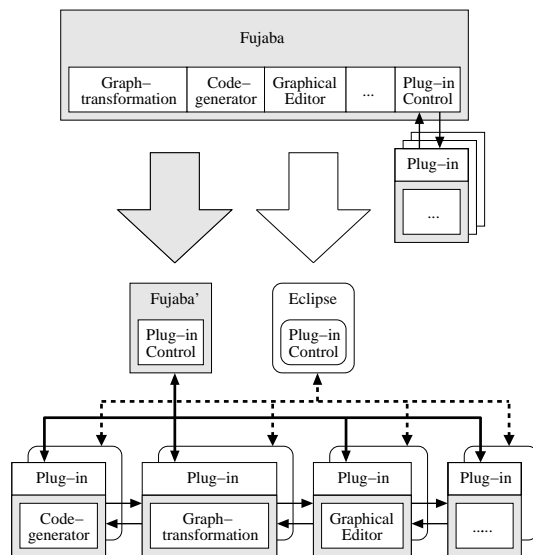 Fujaba
Graph–
transformation
Code–
generator
Graphical
Editor
...
Plug–in
Control
Plug–in
...
Fujaba’
Plug–in
Control
Eclipse
Plug–in
Control
Plug–in
Code–
generator
Plug–in
Graph–
transformation
Plug–in
Graphical
Editor
Plug–in
.....